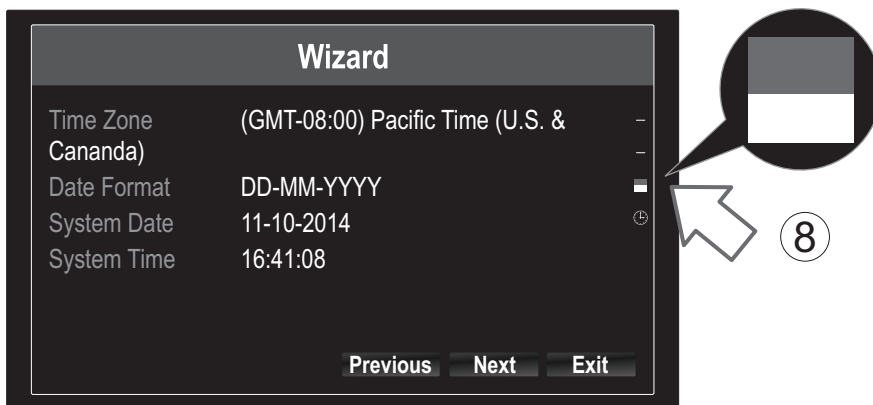 Wizard
Time Zone (GMT-08:00) Pacific Time (U.S. & –
Cananda) –
Date Format DD-MM-YYYY
System Date 11-10-2014
System Time 16:41:08
8
Previous Next Exit